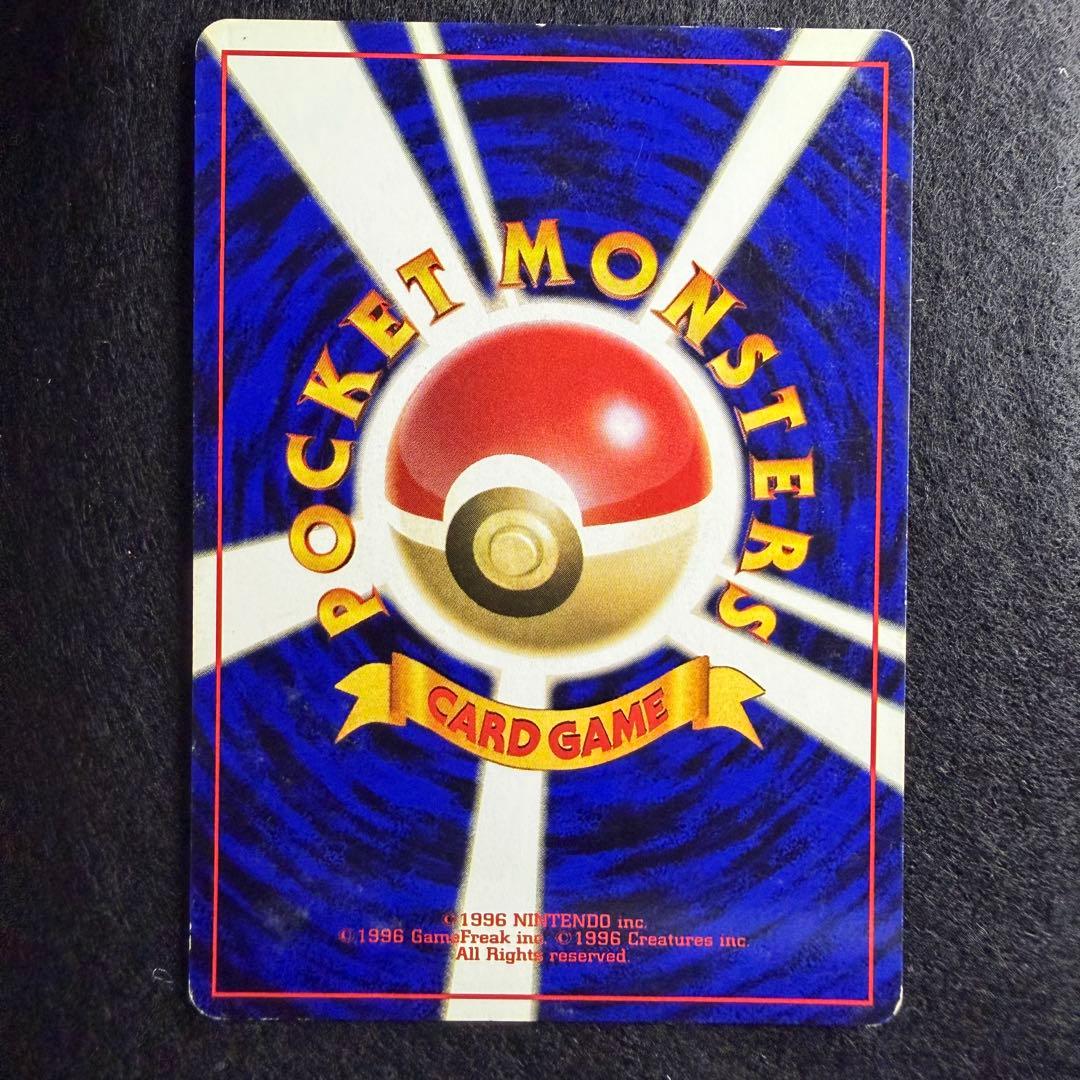 POCKET MONSTERS
CARD GAME
©1996 NINTENDO inc.
©1996 GameFreak inc. ©1996 Creatures inc.
All Rights reserved.